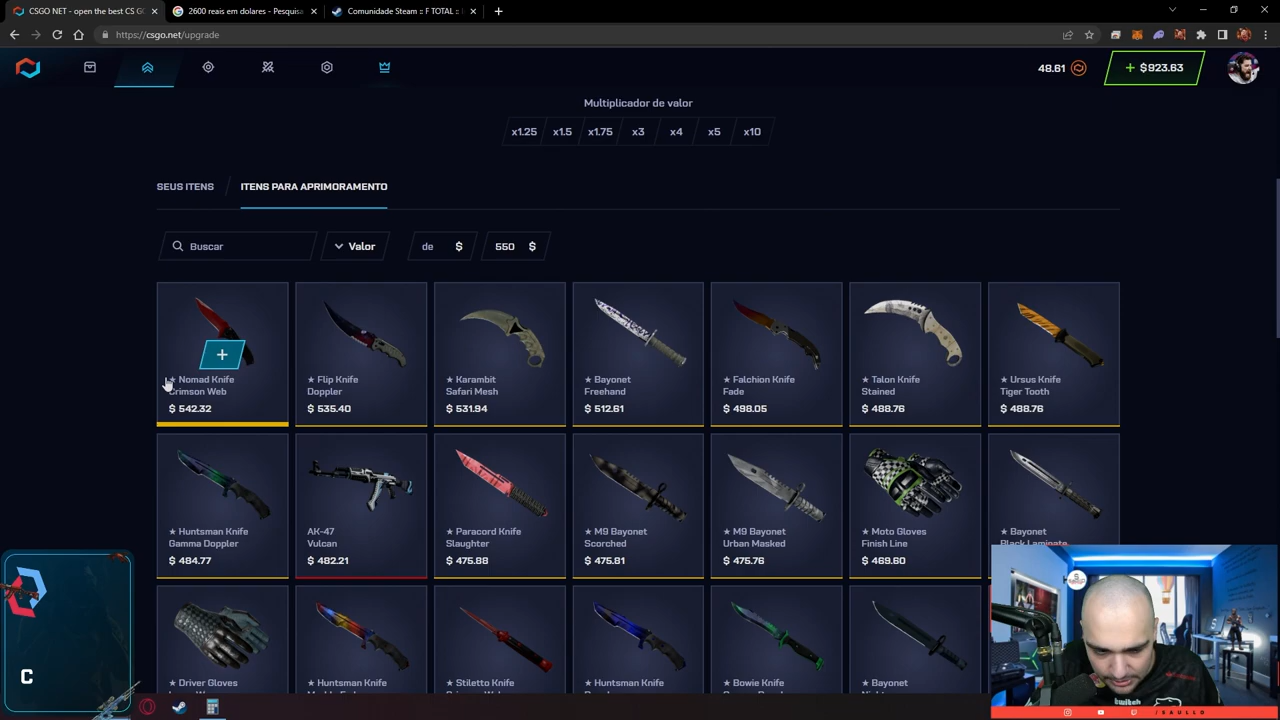 CSGO NET - open the best CS G
2600 reais em dolares - Pesquisa
Comunidade Steam :: F TOTAL ::
https://csgo.net/upgrade
48.61
+ $923.63
Multiplicador de valor
x1.25 x1.5 x1.75 x3 x4 x5 x10
SEUS ITENS
ITENS PARA APRIMORAMENTO
Buscar
Valor
de $
550 $
★ Nomad Knife
Crimson Web
$ 542.32
★ Flip Knife
Doppler
$ 535.40
★ Karambit
Safari Mesh
$ 531.94
★ Bayonet
Freehand
$ 512.61
★ Falchion Knife
Fade
$ 498.05
★ Talon Knife
Stained
$ 488.76
★ Ursus Knife
Tiger Tooth
$ 488.76
★ Huntsman Knife
Gamma Doppler
$ 484.77
AK-47
Vulcan
$ 482.21
★ Paracord Knife
Slaughter
$ 475.88
★ M9 Bayonet
Scorched
$ 475.81
★ M9 Bayonet
Urban Masked
$ 475.76
★ Moto Gloves
Finish Line
$ 469.60
★ Bayonet
Black Laminate
★ Driver Gloves
★ Huntsman Knife
★ Stiletto Knife
★ Huntsman Knife
★ Bowie Knife
★ Bayonet
C
Twitch
/SAULLO